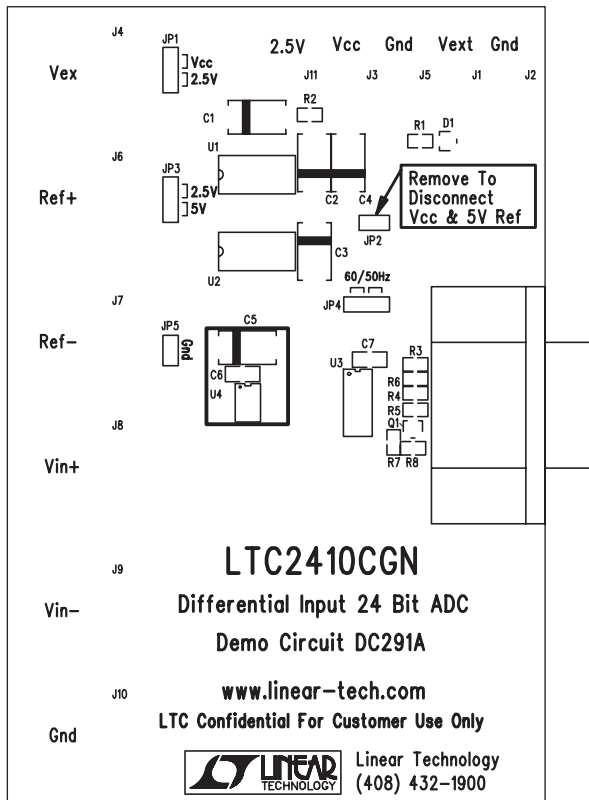 J4
JP1
Vcc
2.5V
Vex
2.5V Vcc Gnd Vext Gnd
J11 J3 J5 J1 J2
R2
C1
R1 D1
J6
U1
JP3
2.5V
5V
Ref+
C2 C4
Remove To
Disconnect
Vcc & 5V Ref
JP2
C3
U2
60/50Hz
J7
JP4
Ref-
JP5
Gnd
C5
C7
R3
U3
C6
R6
U4
R4
R5
J8
Q1
Vin+
R7 R8
J9
LTC2410CGN
Vin-
Differential Input 24 Bit ADC
Demo Circuit DC291A
J10
www.linear-tech.com
LTC Confidential For Customer Use Only
Gnd
LINEAR
TECHNOLOGY
Linear Technology
(408) 432-1900